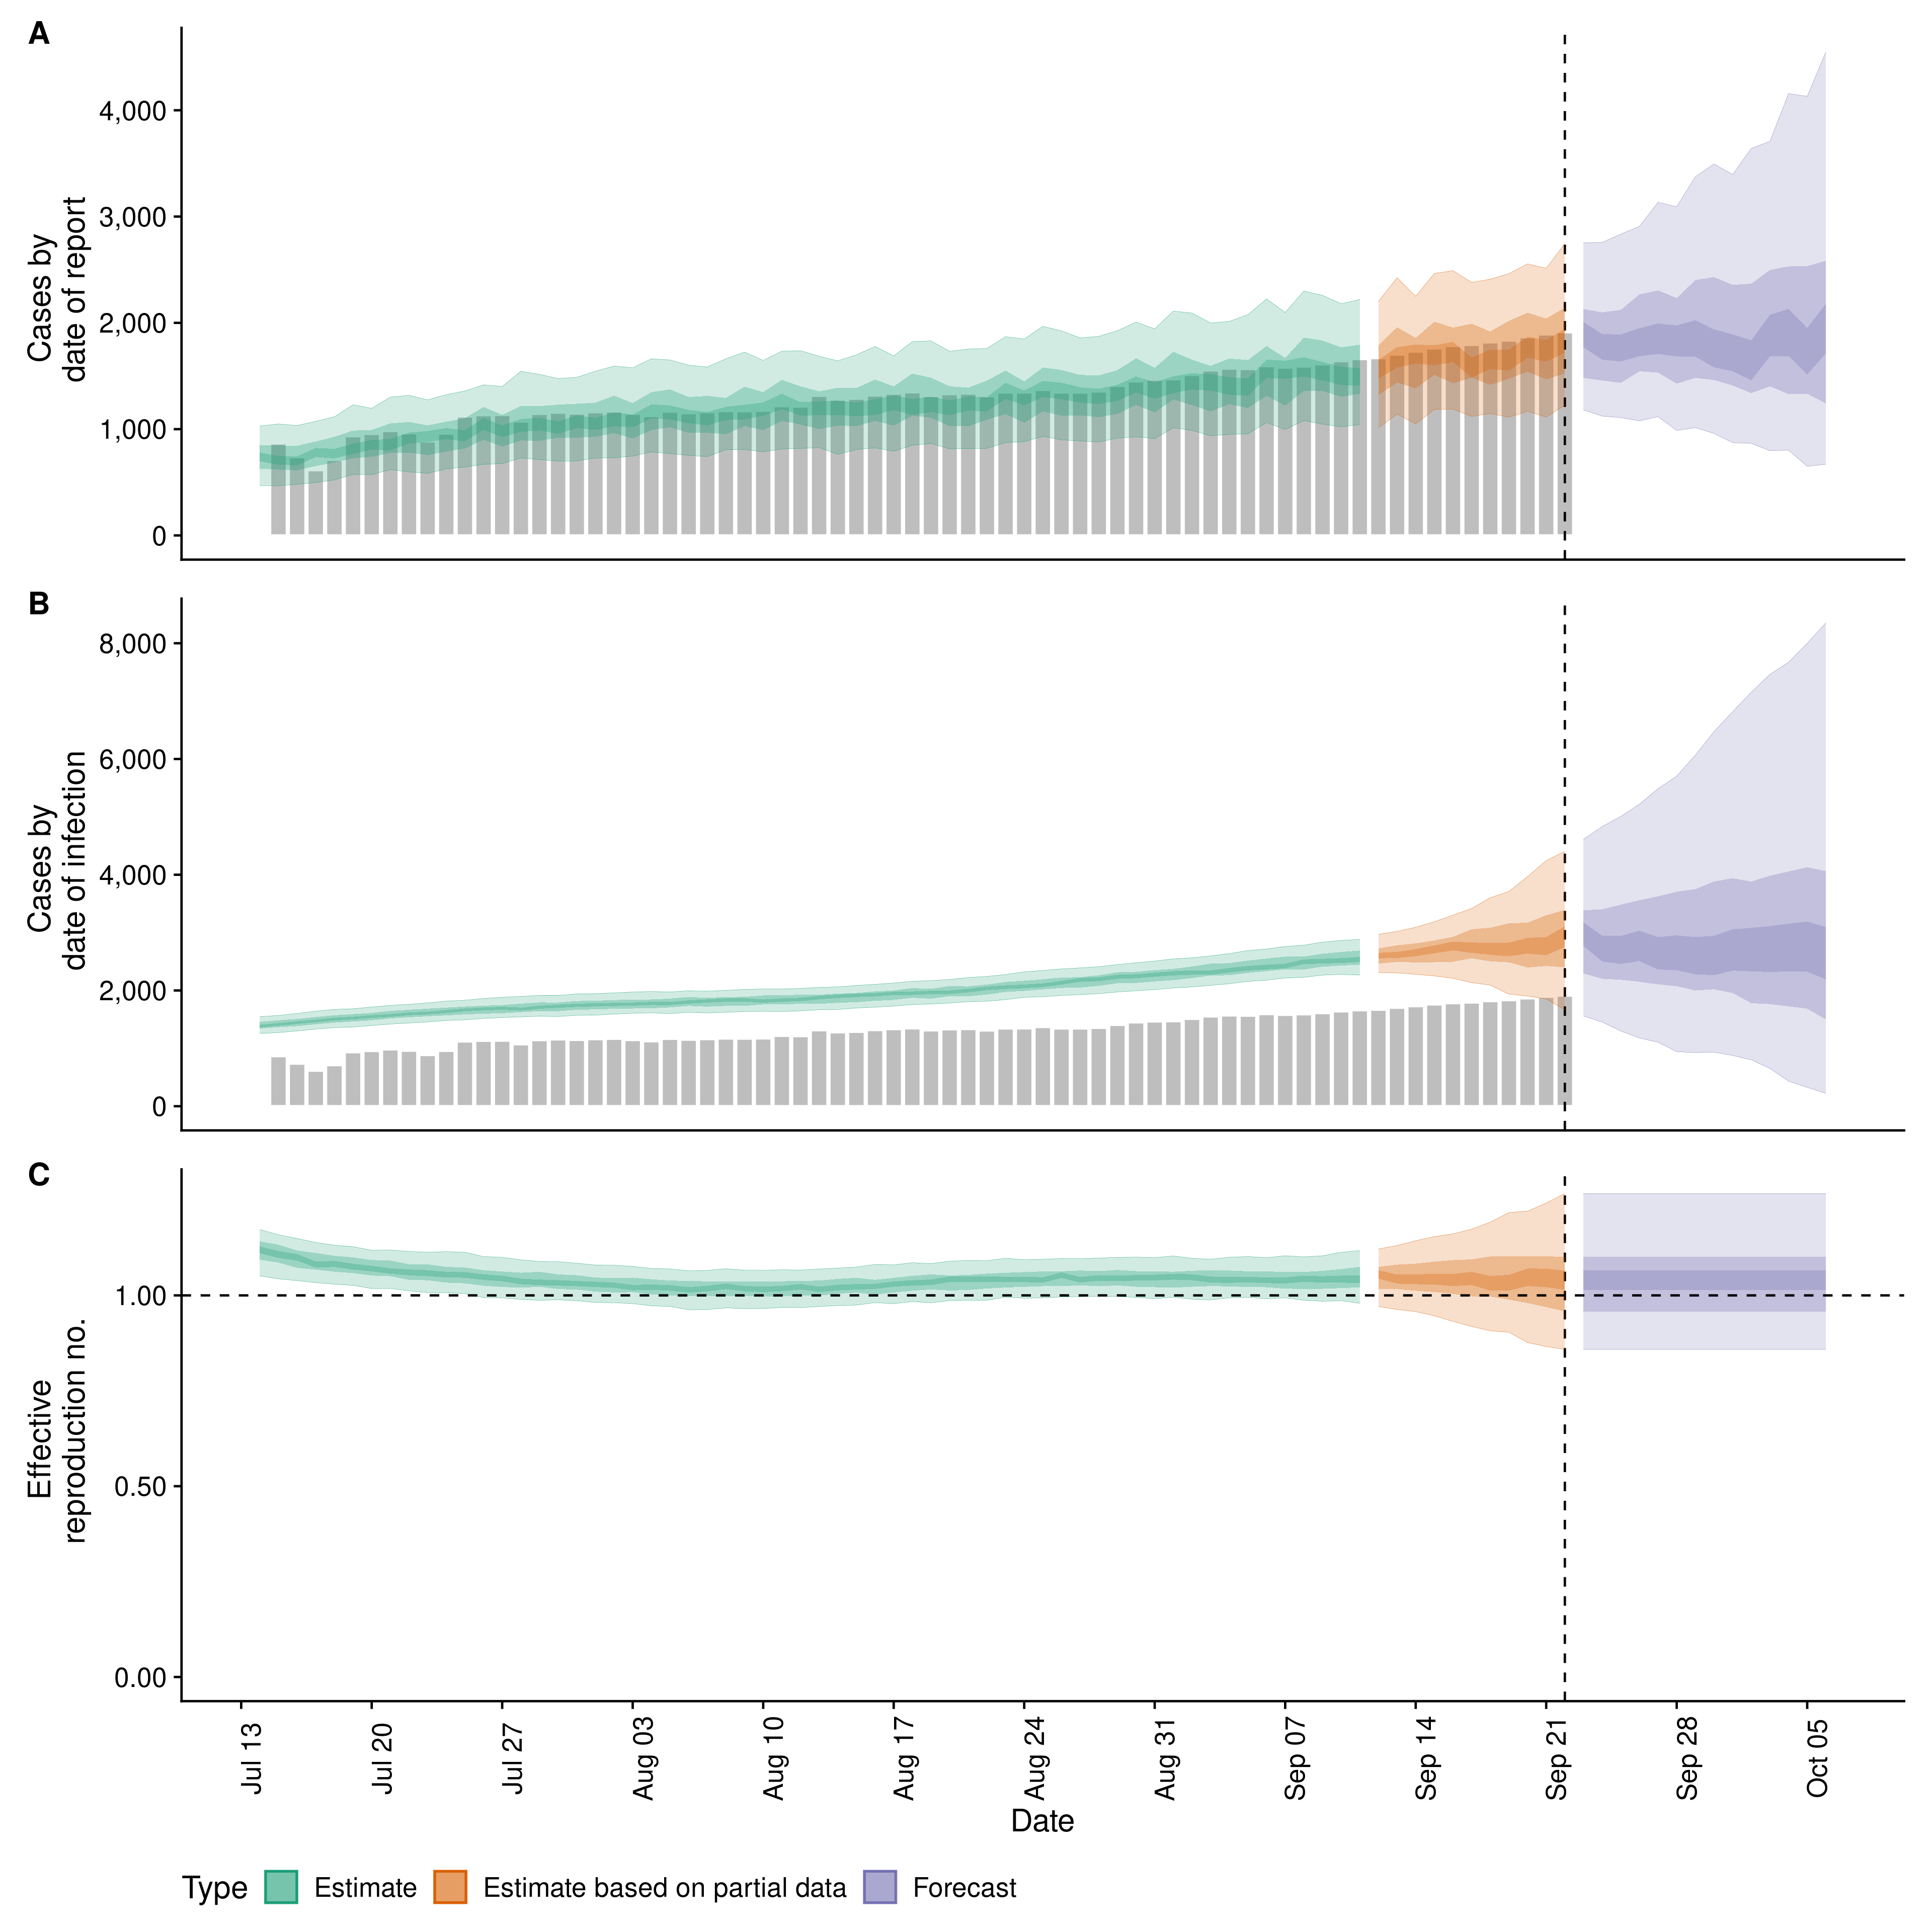 A
Cases by
date of report
4,000
3,000
2,000
1,000
0
B
Cases by
date of infection
8,000
6,000
4,000
2,000
0
C
Effective
reproduction no.
1.00
0.50
0.00
Jul 13
Jul 20
Jul 27
Aug 03
Aug 10
Aug 17
Aug 24
Aug 31
Sep 07
Sep 14
Sep 21
Sep 28
Oct 05
Date
Type Estimate Estimate based on partial data Forecast